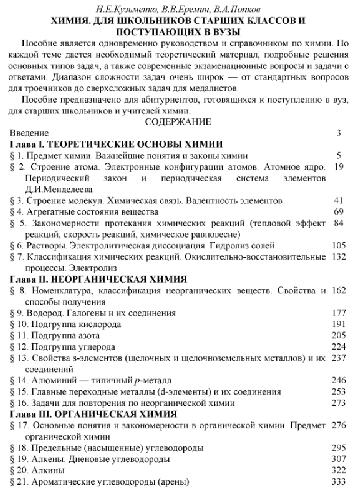 Н.Е.Кузьменко, В.В.Еремин, В.А.Попков
ХИМИЯ. ДЛЯ ШКОЛЬНИКОВ СТАРШИХ КЛАССОВ И
ПОСТУПАЮЩИХ В ВУЗЫ
Пособие является одновременно руководством и справочником по химии. По
каждой теме дается необходимый теоретический материал, подробные решения
основных типов задач, а также современные экзаменационные вопросы и задачи с
ответами. Диапазон сложности задач очень широк — от стандартных вопросов
для троечников до сверхсложных задач для медалистов
Пособие предназначено для абитуриентов, готовящихся к поступлению в вуз,
для старших школьников и учителей химии.
СОДЕРЖАНИЕ
Введение 3
Глава I. ТЕОРЕТИЧЕСКИЕ ОСНОВЫ ХИМИИ
§ 1. Предмет химии. Важнейшие понятия и законы химии 5
§ 2. Строение атома. Электронные конфигурации атомов. Атомное ядро. 19
Периодический закон и периодическая система элементов
Д.И.Менделеева
§ 3. Строение молекул. Химическая связь. Валентность элементов 41
§ 4. Агрегатные состояния вещества 69
§ 5. Закономерности протекания химических реакций (тепловой эффект 84
реакций, скорость реакций, химическое равновесие)
§ 6. Растворы. Электролитическая диссоциация. Гидролиз солей 105
§ 7. Классификация химических реакций. Окислительно-восстановительные 132
процессы. Электролиз
Глава II. НЕОРГАНИЧЕСКАЯ ХИМИЯ
§ 8. Номенклатура, классификация неорганических веществ. Свойства и 162
способы получения
§ 9. Водород. Галогены и их соединения 177
§ 10. Подгруппа кислорода 191
§ 11. Подгруппа азота 205
§ 12. Подгруппа углерода 224
§ 13. Свойства s-элементов (щелочных и щелочноземельных металлов) и их 237
соединений
§ 14. Алюминий — типичный p-металл 246
§ 15. Главные переходные металлы (d-элементы) и их соединения 253
§ 16. Задачи для повторения по неорганической химии 273
Глава III. ОРГАНИЧЕСКАЯ ХИМИЯ
§ 17. Основные понятия и закономерности в органической химии. Предмет 276
органической химии
§ 18. Предельные (насыщенные) углеводороды 295
§ 19. Алкены. Диеновые углеводороды 307
§ 20. Алкины 322
§ 21. Ароматические углеводороды (арены) 333